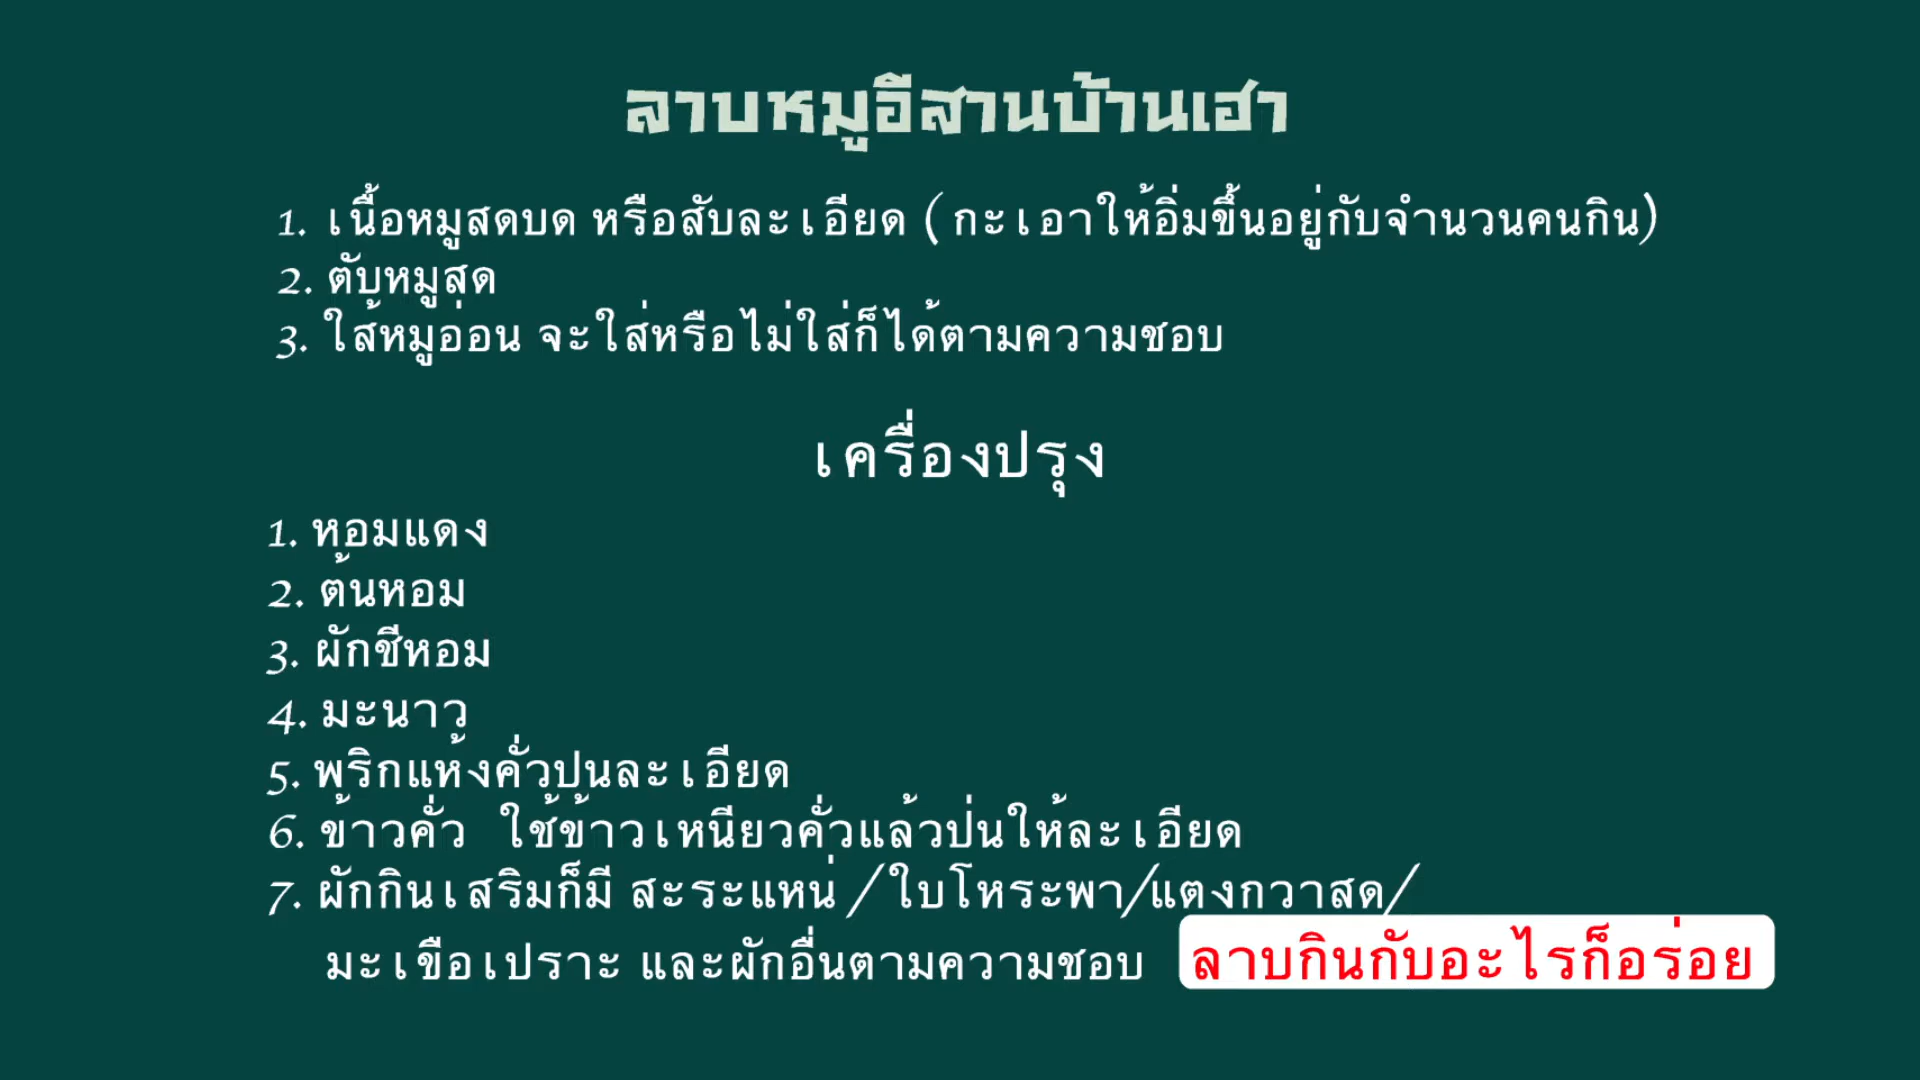 ลาบหมูอีสานบ้านเฮา
1. เนื้อหมูสดบด หรือสับละเอียด ( กะเอาให้อิ่มขึ้นอยู่กับจำนวนคนกิน)
2. ตับหมูสด
3. ใส้หมูอ่อน จะใส่หรือไม่ใส่ก็ได้ตามความชอบ
เครื่องปรุง
1. หอมแดง
2. ต้นหอม
3. ผักชีหอม
4. มะนาว
5. พริกแห้งคั่วปนละเอียด
6. ข้าวคั่ว ใช้ข้าวเหนียวคั่วแล้วป่นให้ละเอียด
7. ผักกินเสริมก็มี สะระแหน่ / ใบโหระพา/แตงกวาสด/
มะเขือเปราะ และผักอื่นตามความชอบ ลาบกินกับอะไรก็อร่อย